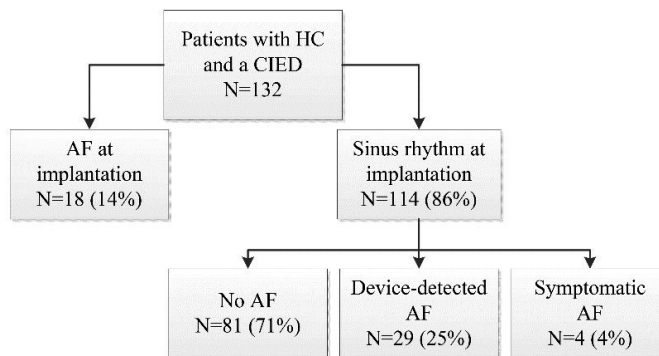 Patients with HC
and a CIED
N=132
AF at
implantation
N=18 (14%)
Sinus rhythm at
implantation
N=114 (86%)
No AF
N=81 (71%)
Device-detected
AF
N=29 (25%)
Symptomatic
AF
N=4 (4%)